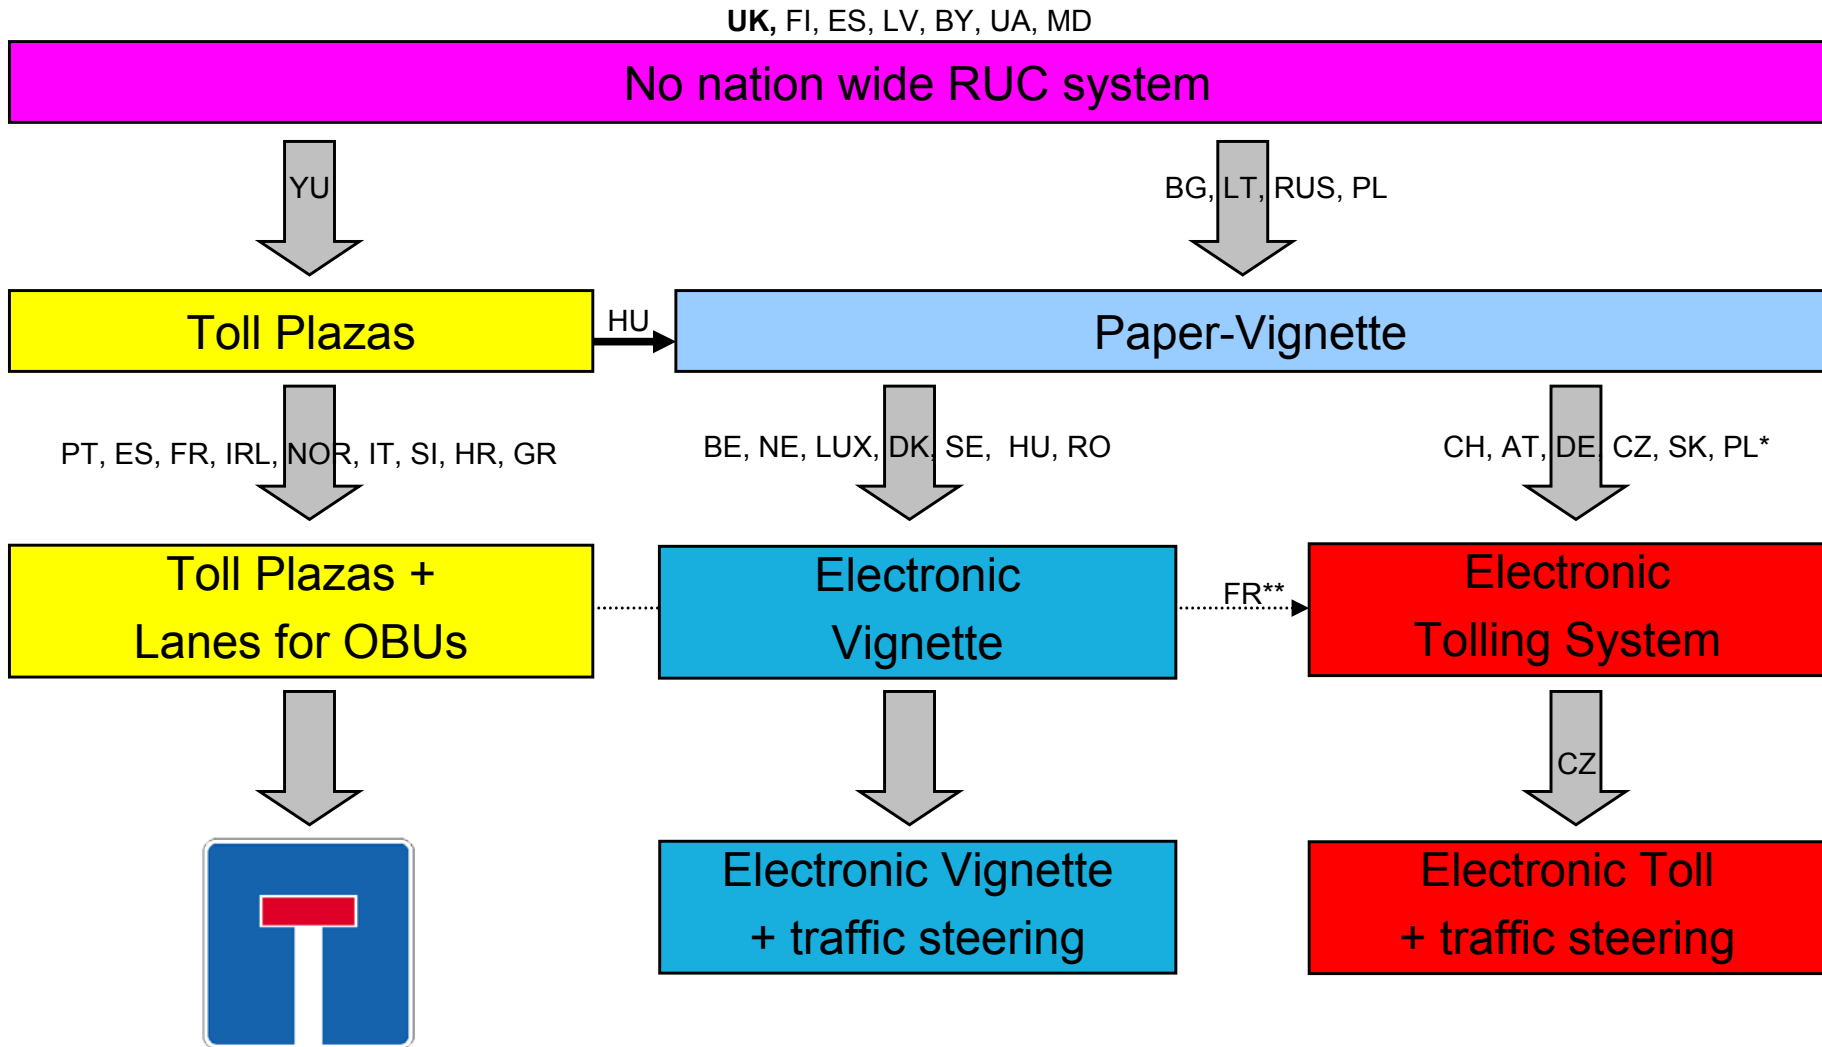 UK, FI, ES, LV, BY, UA, MD
No nation wide RUC system
YU
BG, LT, RUS, PL
Toll Plazas
HU
Paper-Vignette
PT, ES, FR, IRL, NOR, IT, SI, HR, GR
BE, NE, LUX, DK, SE, HU, RO
CH, AT, DE, CZ, SK, PL*
Toll Plazas +
Lanes for OBUs
Electronic
Vignette
FR**
Electronic
Tolling System
CZ
Electronic Vignette
+ traffic steering
Electronic Toll
+ traffic steering